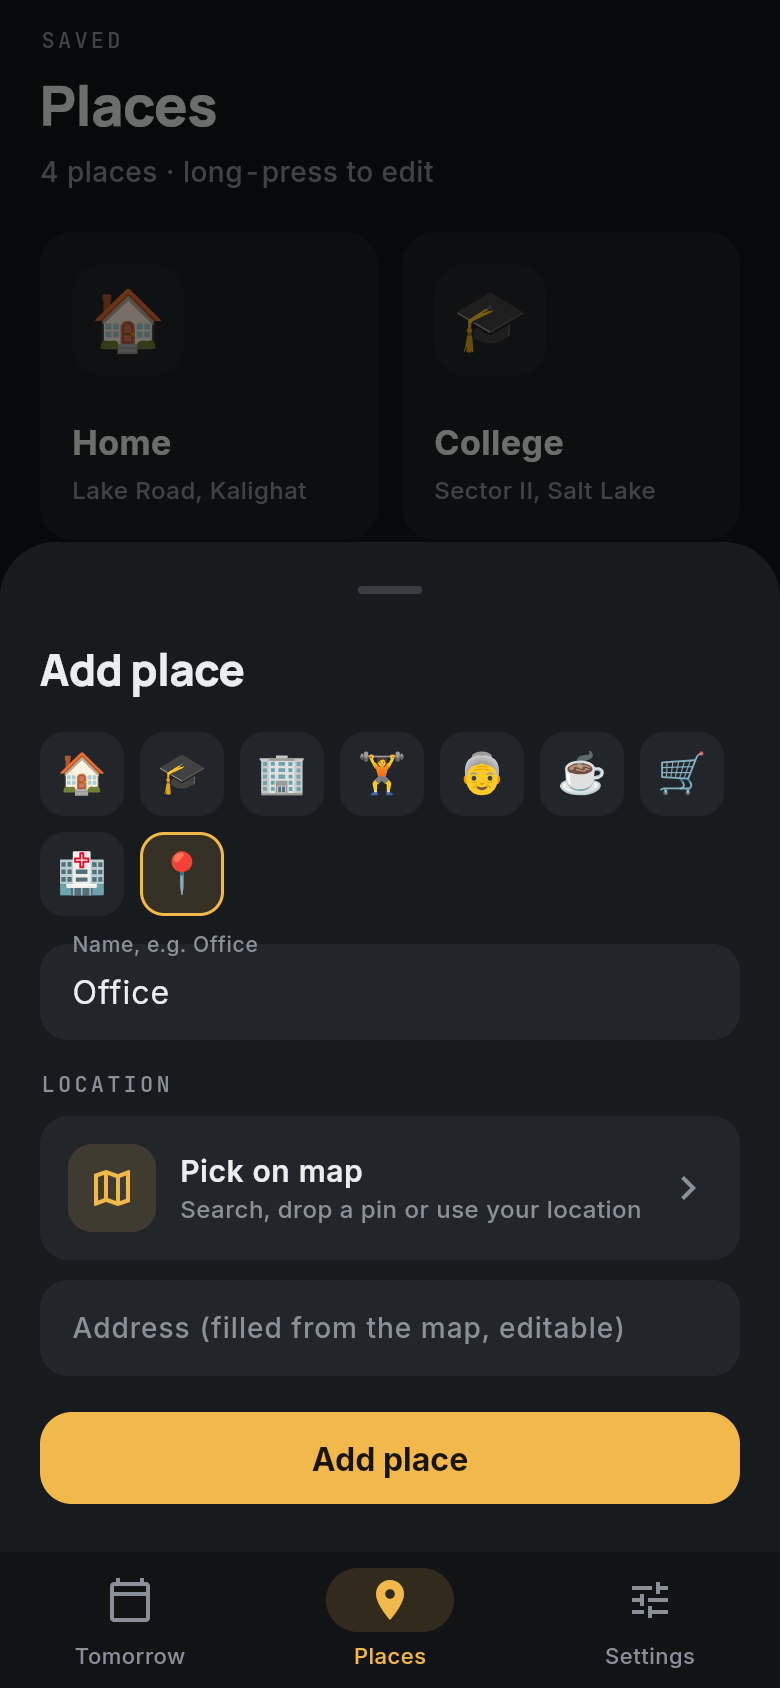 SAVED
Places
4 places · long-press to edit
Home
Lake Road, Kalighat
College
Sector II, Salt Lake
Add place
Name, e.g. Office
Office
LOCATION
Pick on map
Search, drop a pin or use your location
Address (filled from the map, editable)
Add place
Tomorrow
Places
Settings